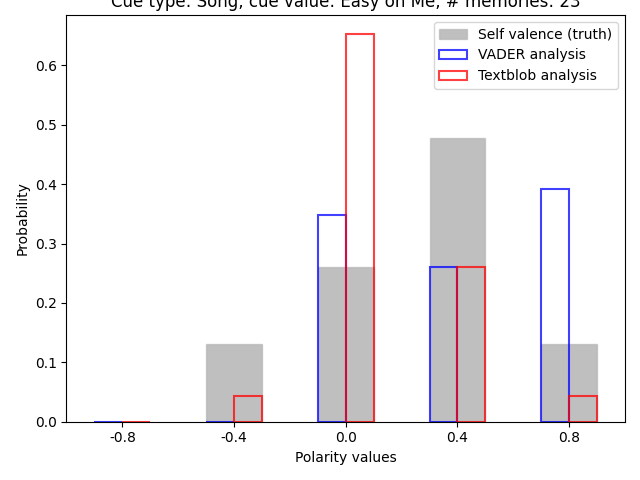 Cue type: Song, cue value: Easy on Me, # memories: 23
Self valence (truth)
VADER analysis
Textblob analysis
Probability
0.6
0.5
0.4
0.3
0.2
0.1
0.0
-0.8 -0.4 0.0 0.4 0.8
Polarity values